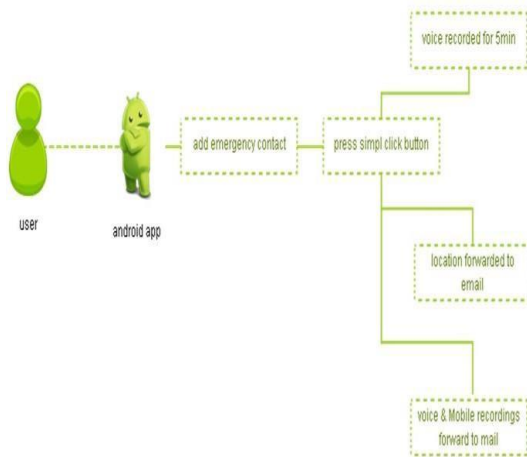 voice recorded for 5min
add emergency contact
press simpl click button
user
android app
location forwarded to
email
voice & Mobile recordings
forward to mail